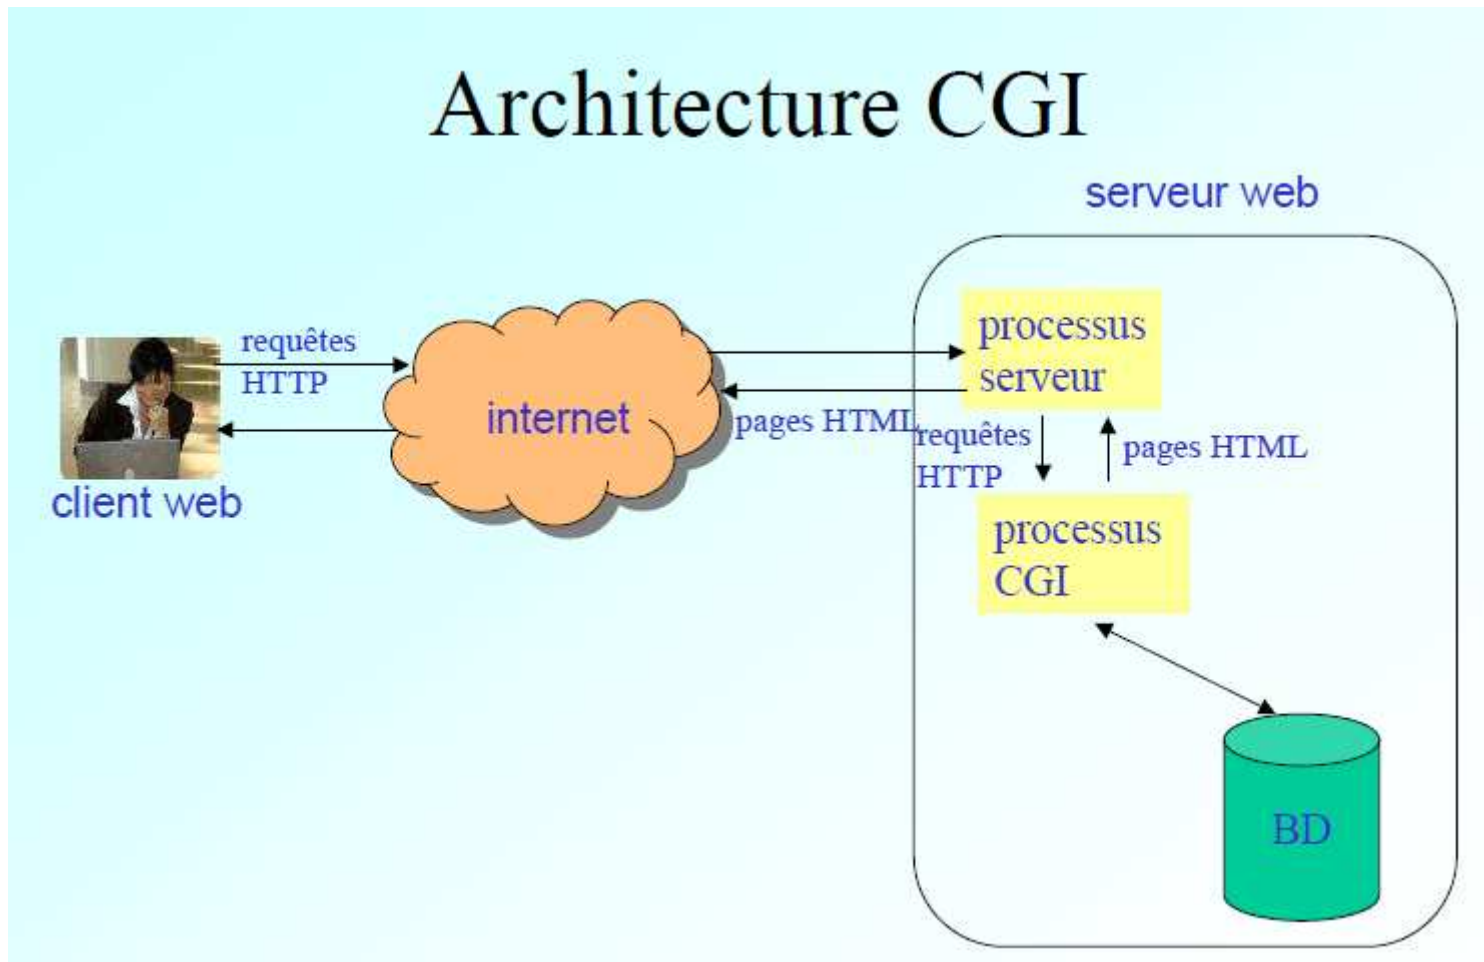 Architecture CGI
serveur web
processus
serveur
requêtes
HTTP
internet
pages HTML
requêtes
HTTP
pages HTML
client web
processus
CGI
BD